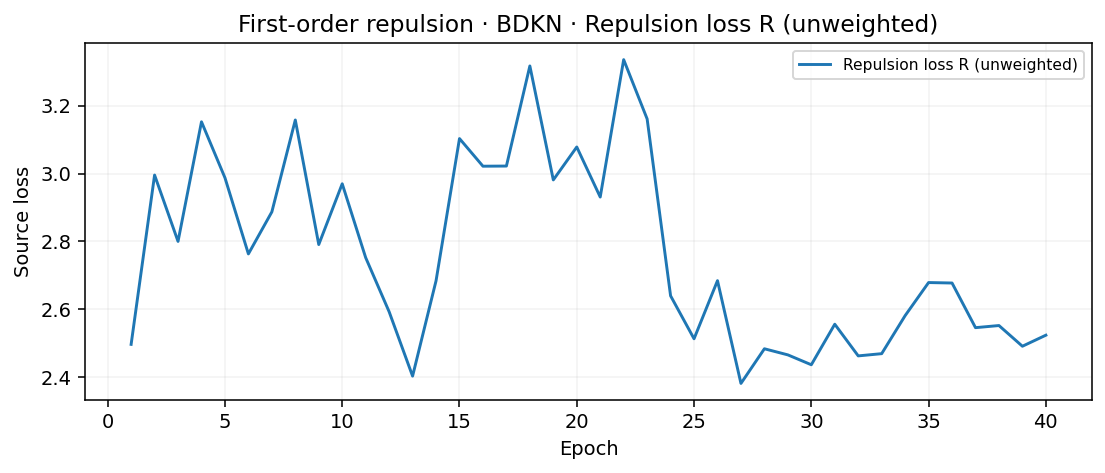 First-order repulsion · BDKN · Repulsion loss R (unweighted)
Repulsion loss R (unweighted)
Source loss
3.2
3.0
2.8
2.6
2.4
0 5 10 15 20 25 30 35 40
Epoch